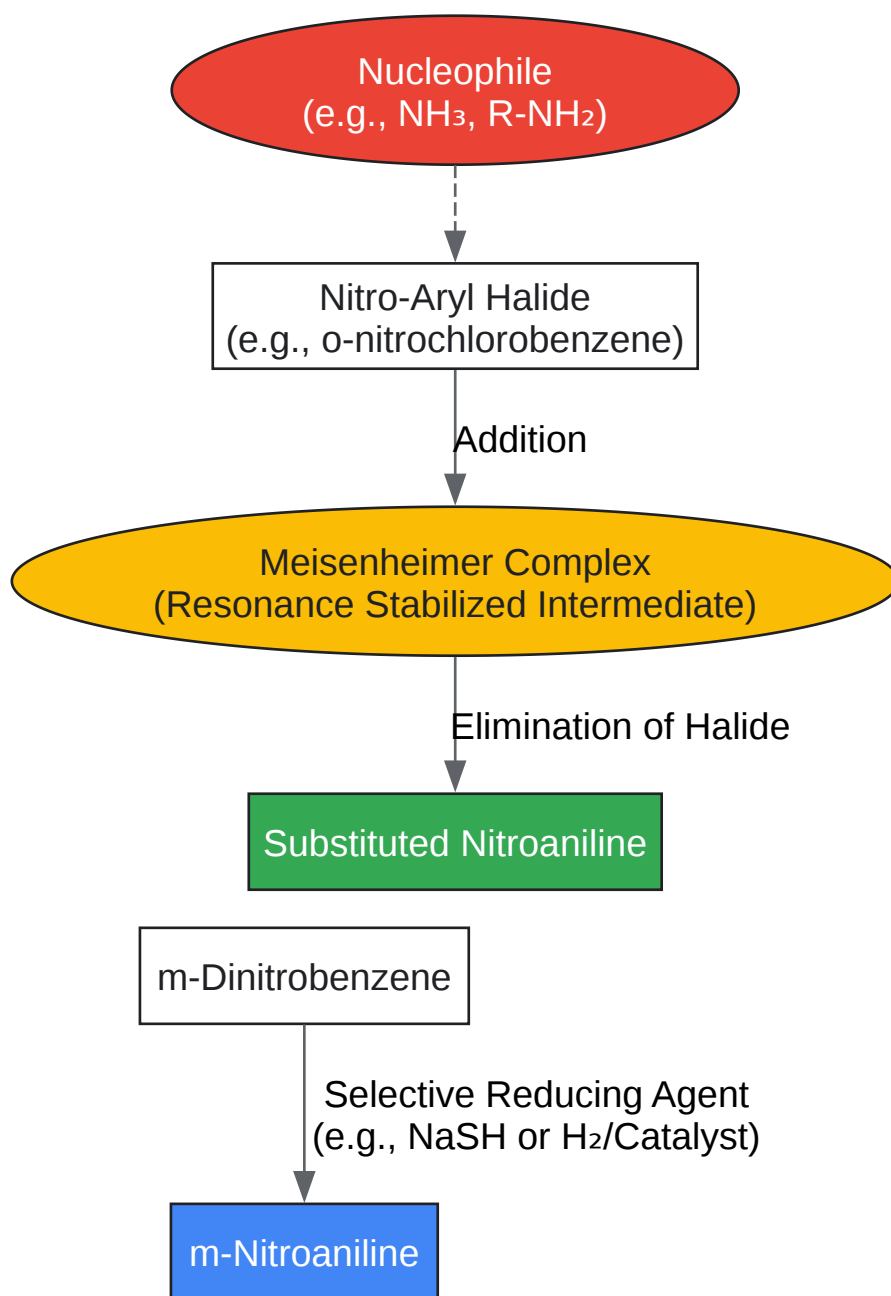 Nucleophile
(e.g., NH₃, R-NH₂)
Nitro-Aryl Halide
(e.g., o-nitrochlorobenzene)
Addition
Meisenheimer Complex
(Resonance Stabilized Intermediate)
Elimination of Halide
Substituted Nitroaniline
m-Dinitrobenzene
Selective Reducing Agent
(e.g., NaSH or H₂/Catalyst)
m-Nitroaniline